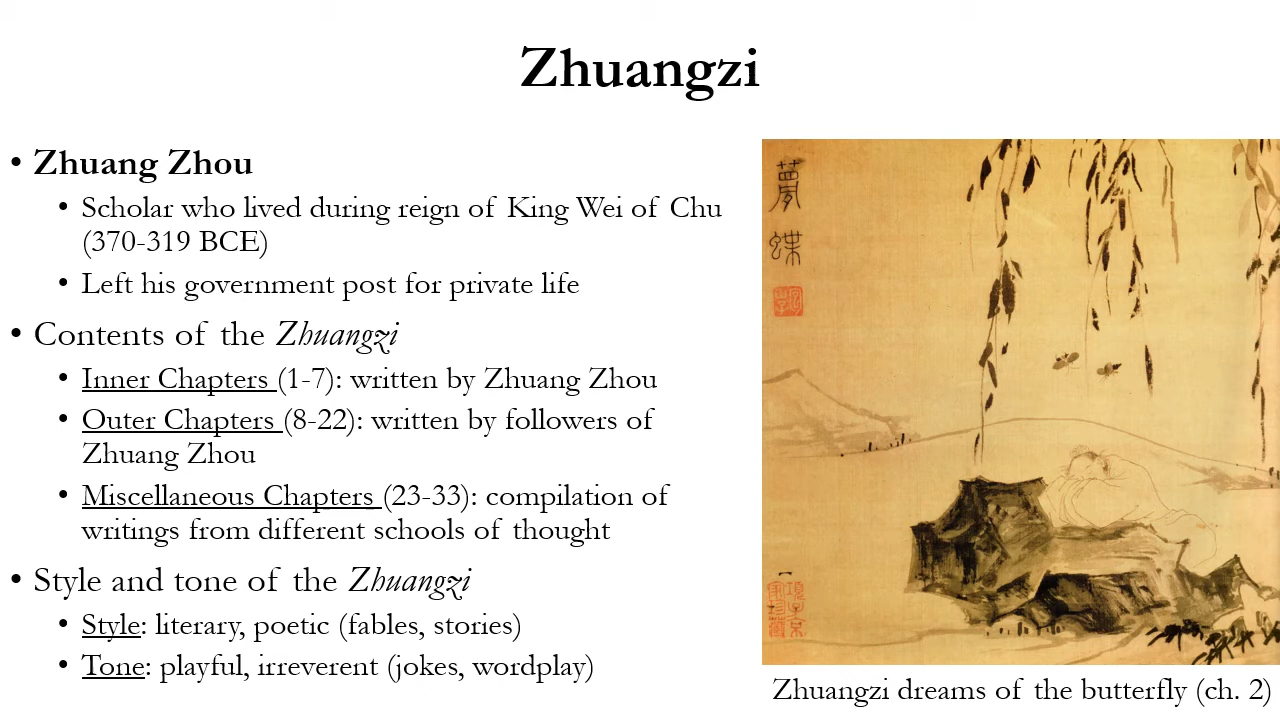 Zhuangzi
• Zhuang Zhou
• Scholar who lived during reign of King Wei of Chu
(370-319 BCE)
• Left his government post for private life
• Contents of the Zhuangzi
• Inner Chapters (1-7): written by Zhuang Zhou
• Outer Chapters (8-22): written by followers of
Zhuang Zhou
• Miscellaneous Chapters (23-33): compilation of
writings from different schools of thought
• Style and tone of the Zhuangzi
• Style: literary, poetic (fables, stories)
• Tone: playful, irreverent (jokes, wordplay)
夢蝶
Zhuangzi dreams of the butterfly (ch. 2)